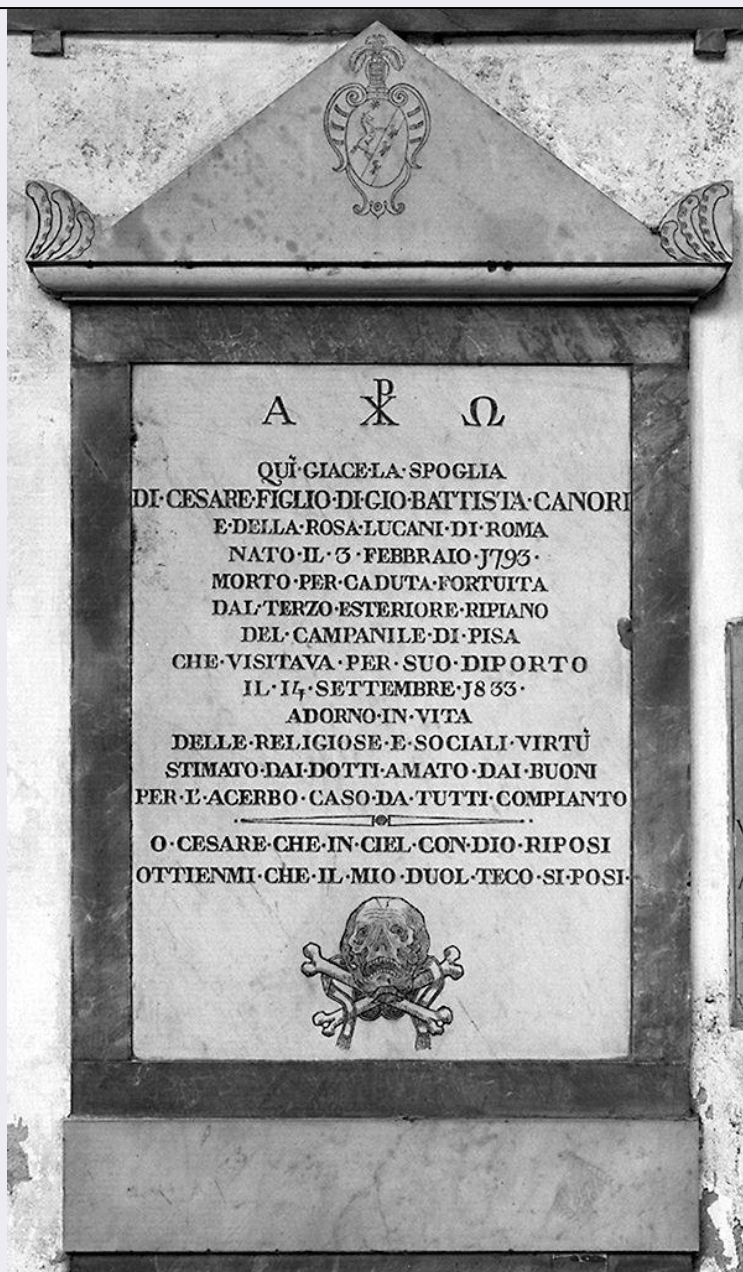 Α ☧ Ω
QUĨ·GIACE·LA·SPOGLIA
DI·CESARE·FIGLIO·DI·GIO·BATTISTA·CANORI
E·DELLA·ROSA·LUCANI·DI·ROMA
NATO·IL·3·FEBBRAIO·J793·
MORTO·PER·CADUTA·FORTUITA
DAL·TERZO·ESTERIORE·RIPIANO
DEL·CAMPANILE·DI·PISA
CHE·VISITAVA·PER·SUO·DIPORTO
IL·14·SETTEMBRE·J833·
ADORNO·IN·VITA
DELLE·RELIGIOSE·E·SOCIALI·VIRTÙ
STIMATO·DAI·DOTTI·AMATO·DAI·BUONI
PER·L'·ACERBO·CASO·DA·TUTTI·COMPIANTO
O·CESARE·CHE·IN·CIEL·CON·DIO·RIPOSI
OTTIENMI·CHE·IL·MIO·DUOL·TECO·SI·POSI·